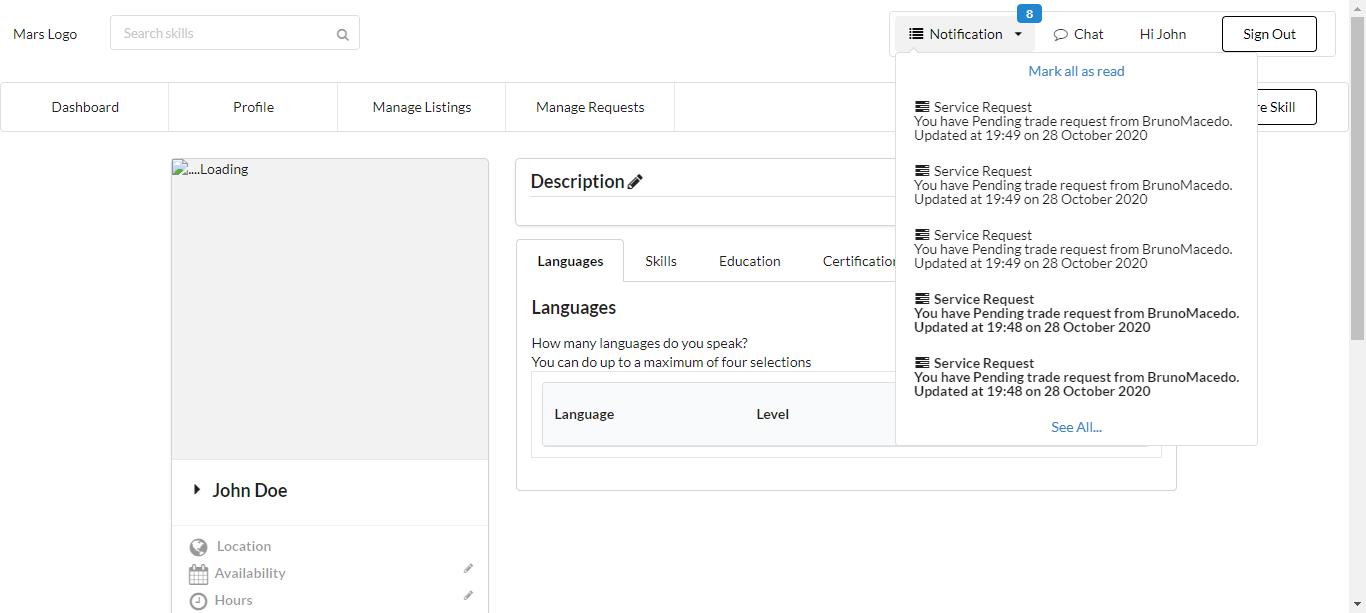 Mars Logo
Search skills
8
Notification
Chat
Hi John
Sign Out
Mark all as read
Dashboard
Profile
Manage Listings
Manage Requests
Skill
Service Request
You have Pending trade request from BrunoMacedo.
Updated at 19:49 on 28 October 2020
Service Request
You have Pending trade request from BrunoMacedo.
Updated at 19:49 on 28 October 2020
Service Request
You have Pending trade request from BrunoMacedo.
Updated at 19:49 on 28 October 2020
Service Request
You have Pending trade request from BrunoMacedo.
Updated at 19:48 on 28 October 2020
Service Request
You have Pending trade request from BrunoMacedo.
Updated at 19:48 on 28 October 2020
See All...
....Loading
Description
Languages
Skills
Education
Languages
How many languages do you speak?
You can do up to a maximum of four selections
Language
Level
John Doe
Location
Availability
Hours